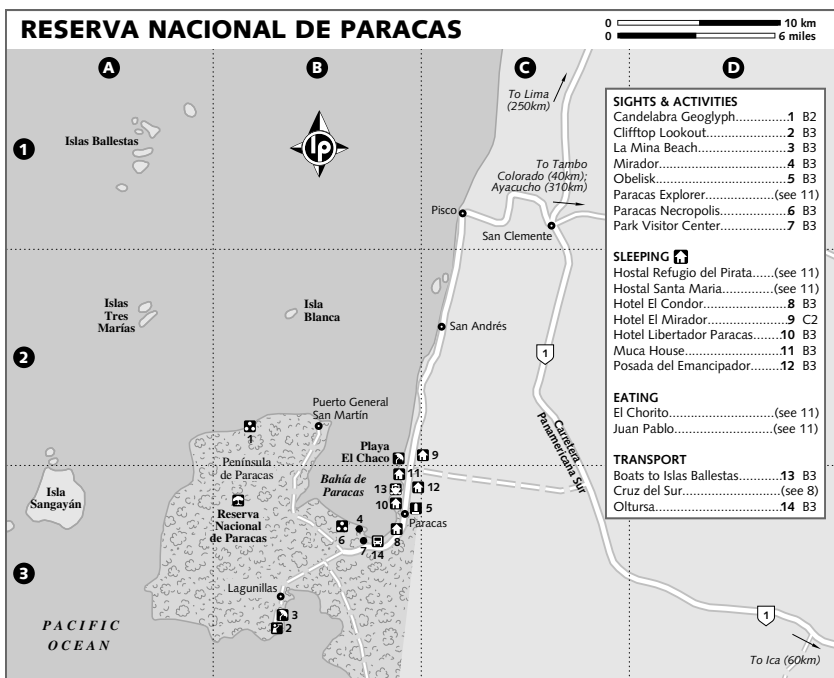 RESERVA NACIONAL DE PARACAS
0 10 km
0 6 miles
A B C D
1
2
3
lp
To Lima
(250km)
Islas Ballestas
To Tambo
Colorado (40km);
Ayacucho (310km)
Pisco
San Clemente
Islas
Tres
Marías
Isla
Blanca
San Andrés
1
Puerto General
San Martín
1
Península
de Paracas
Playa
El Chaco
9
Carretera
Panamericana Sur
Isla
Sangayán
Bahía de
Paracas
11
13
12
10
5
Paracas
Reserva
Nacional
de Paracas
6
4
7
14
8
Lagunillas
3
2
PACIFIC
OCEAN
1
To Ica (60km)
SIGHTS & ACTIVITIES
Candelabra Geoglyph..............1 B2
Clifftop Lookout.......................2 B3
La Mina Beach.........................3 B3
Mirador...................................4 B3
Obelisk....................................5 B3
Paracas Explorer................(see 11)
Paracas Necropolis...................6 B3
Park Visitor Center...................7 B3
SLEEPING
Hostal Refugio del Pirata.....(see 11)
Hostal Santa Maria.............(see 11)
Hotel El Condor.......................8 B3
Hotel El Mirador......................9 C2
Hotel Libertador Paracas........10 B3
Muca House..........................11 B3
Posada del Emancipador........12 B3
EATING
El Chorito..........................(see 11)
Juan Pablo........................(see 11)
TRANSPORT
Boats to Islas Ballestas............13 B3
Cruz del Sur........................(see 8)
Oltursa..................................14 B3